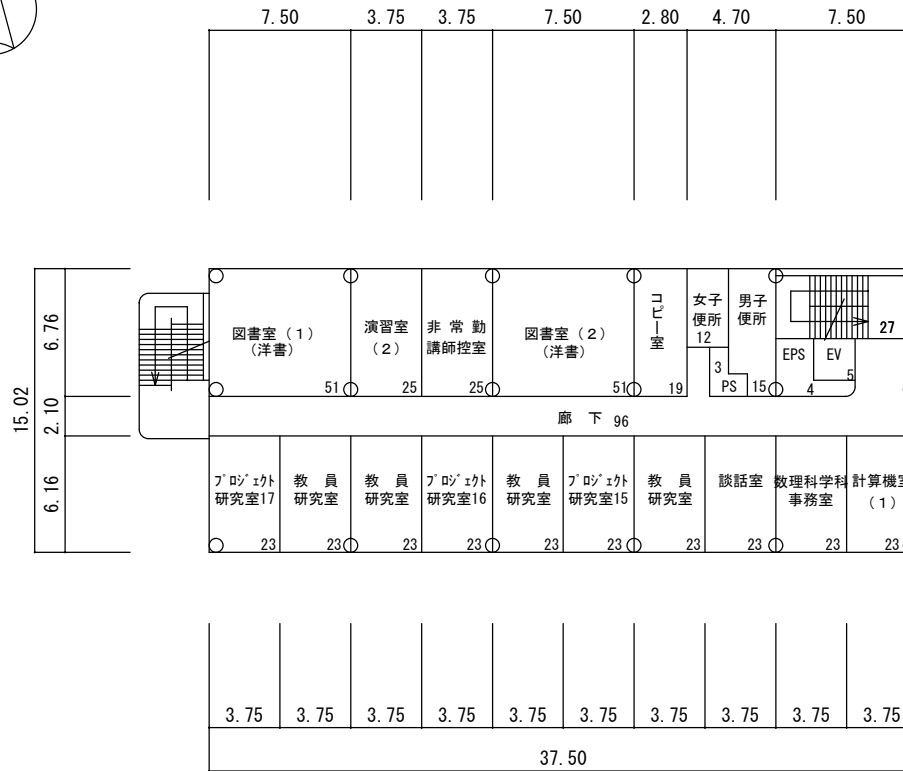 7.50 3.75 3.75 7.50 2.80 4.70 7.50
15.02
6.76
2.10
6.16
図書室（1）
（洋書）
51
演習室
（2）
25
非常勤
講師控室
25
図書室（2）
（洋書）
51
コピー室
19
女子
便所
12
男子
便所
15
3
PS
27
EPS
4
EV
5
廊下 96
ﾌﾟﾛｼﾞｪｸﾄ
研究室17
23
教員
研究室
23
教員
研究室
23
ﾌﾟﾛｼﾞｪｸﾄ
研究室16
23
教員
研究室
23
ﾌﾟﾛｼﾞｪｸﾄ
研究室15
23
教員
研究室
23
談話室
23
数理科学科
事務室
23
計算機室
（1）
23
3.75 3.75 3.75 3.75 3.75 3.75 3.75 3.75 3.75 3.75
37.50